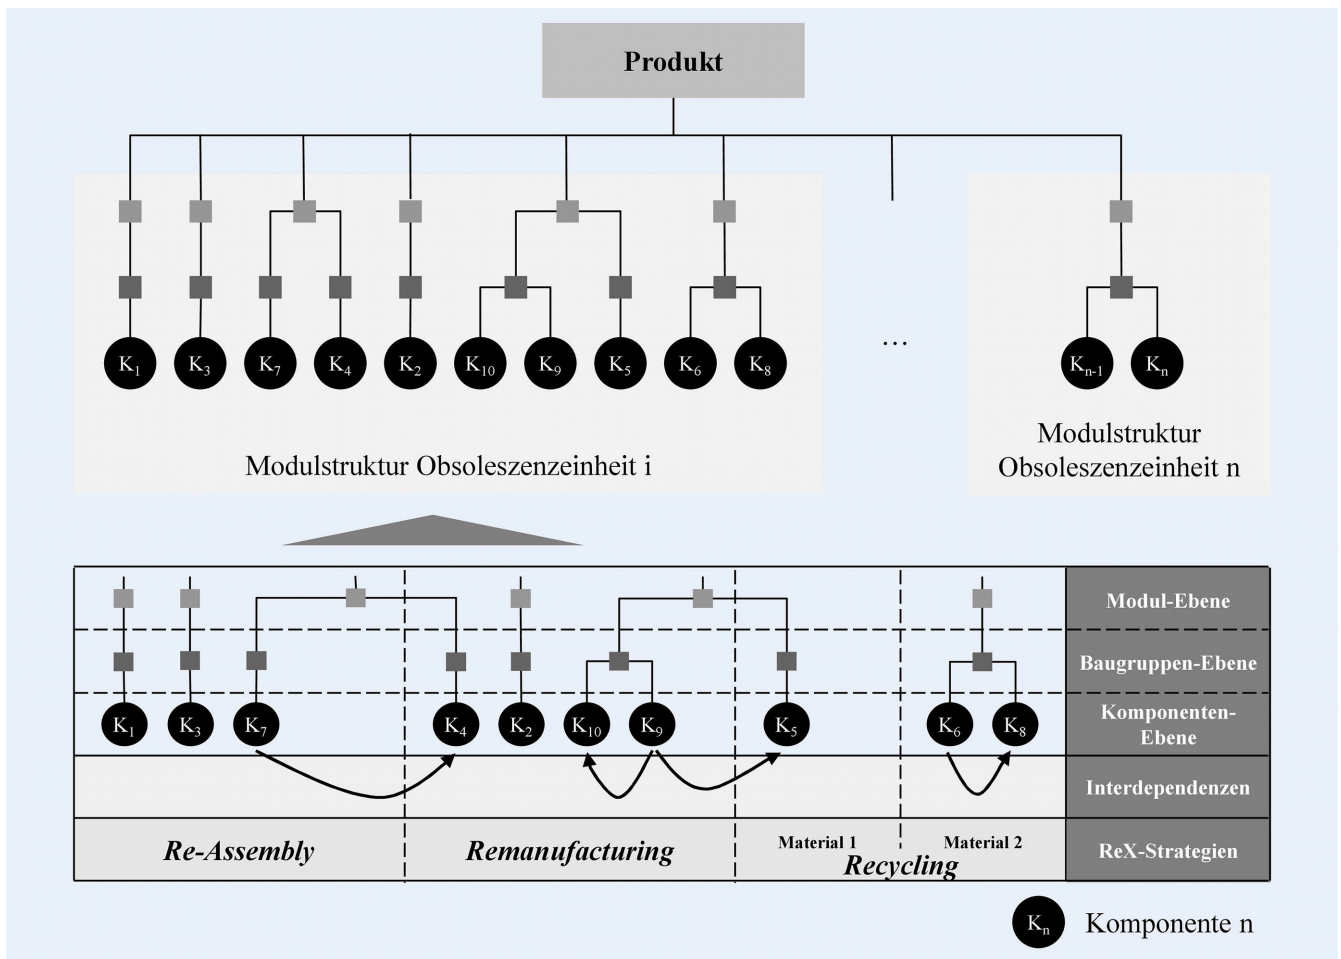 Produkt
K1 K3 K7 K4 K2 K10 K9 K5 K6 K8 ... Kn-1 Kn
Modulstruktur Obsoleszenzeinheit i
Modulstruktur
Obsoleszenzeinheit n
Modul-Ebene
Baugruppen-Ebene
K1 K3 K7 K4 K2 K10 K9 K5 K6 K8
Komponenten-
Ebene
Interdependenzen
Re-Assembly
Remanufacturing
Material 1
Material 2
Recycling
ReX-Strategien
Kn Komponente n